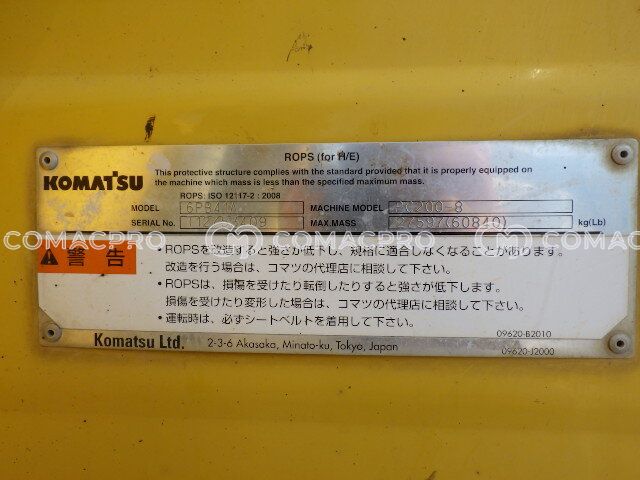 ROPS (for H/E)
This protective structure complies with the standard provided that it is properly equipped on
KOMATSU the machine which mass is less than the specified maximum mass.
ROPS: ISO 12117-2 : 2008
MODEL MACHINE MODEL PC200-8
SERIAL No. MAX.MASS (60840) kg(Lb)
COMACPRO COMACPRO COMACPRO COMACPRO
⚠ 警告
・ROPSを改造すると強さが低下し、規格に適合しなくなることがあります。
改造を行う場合は、コマツの代理店に相談して下さい。
・ROPSは、損傷を受けたり転倒したりすると強さが低下します。
損傷を受けたり変形した場合は、コマツの代理店に相談して下さい。
・運転時は、必ずシートベルトを着用して下さい。
09620-B2010
Komatsu Ltd. 2-3-6 Akasaka, Minato-ku, Tokyo, Japan 09620-J2000